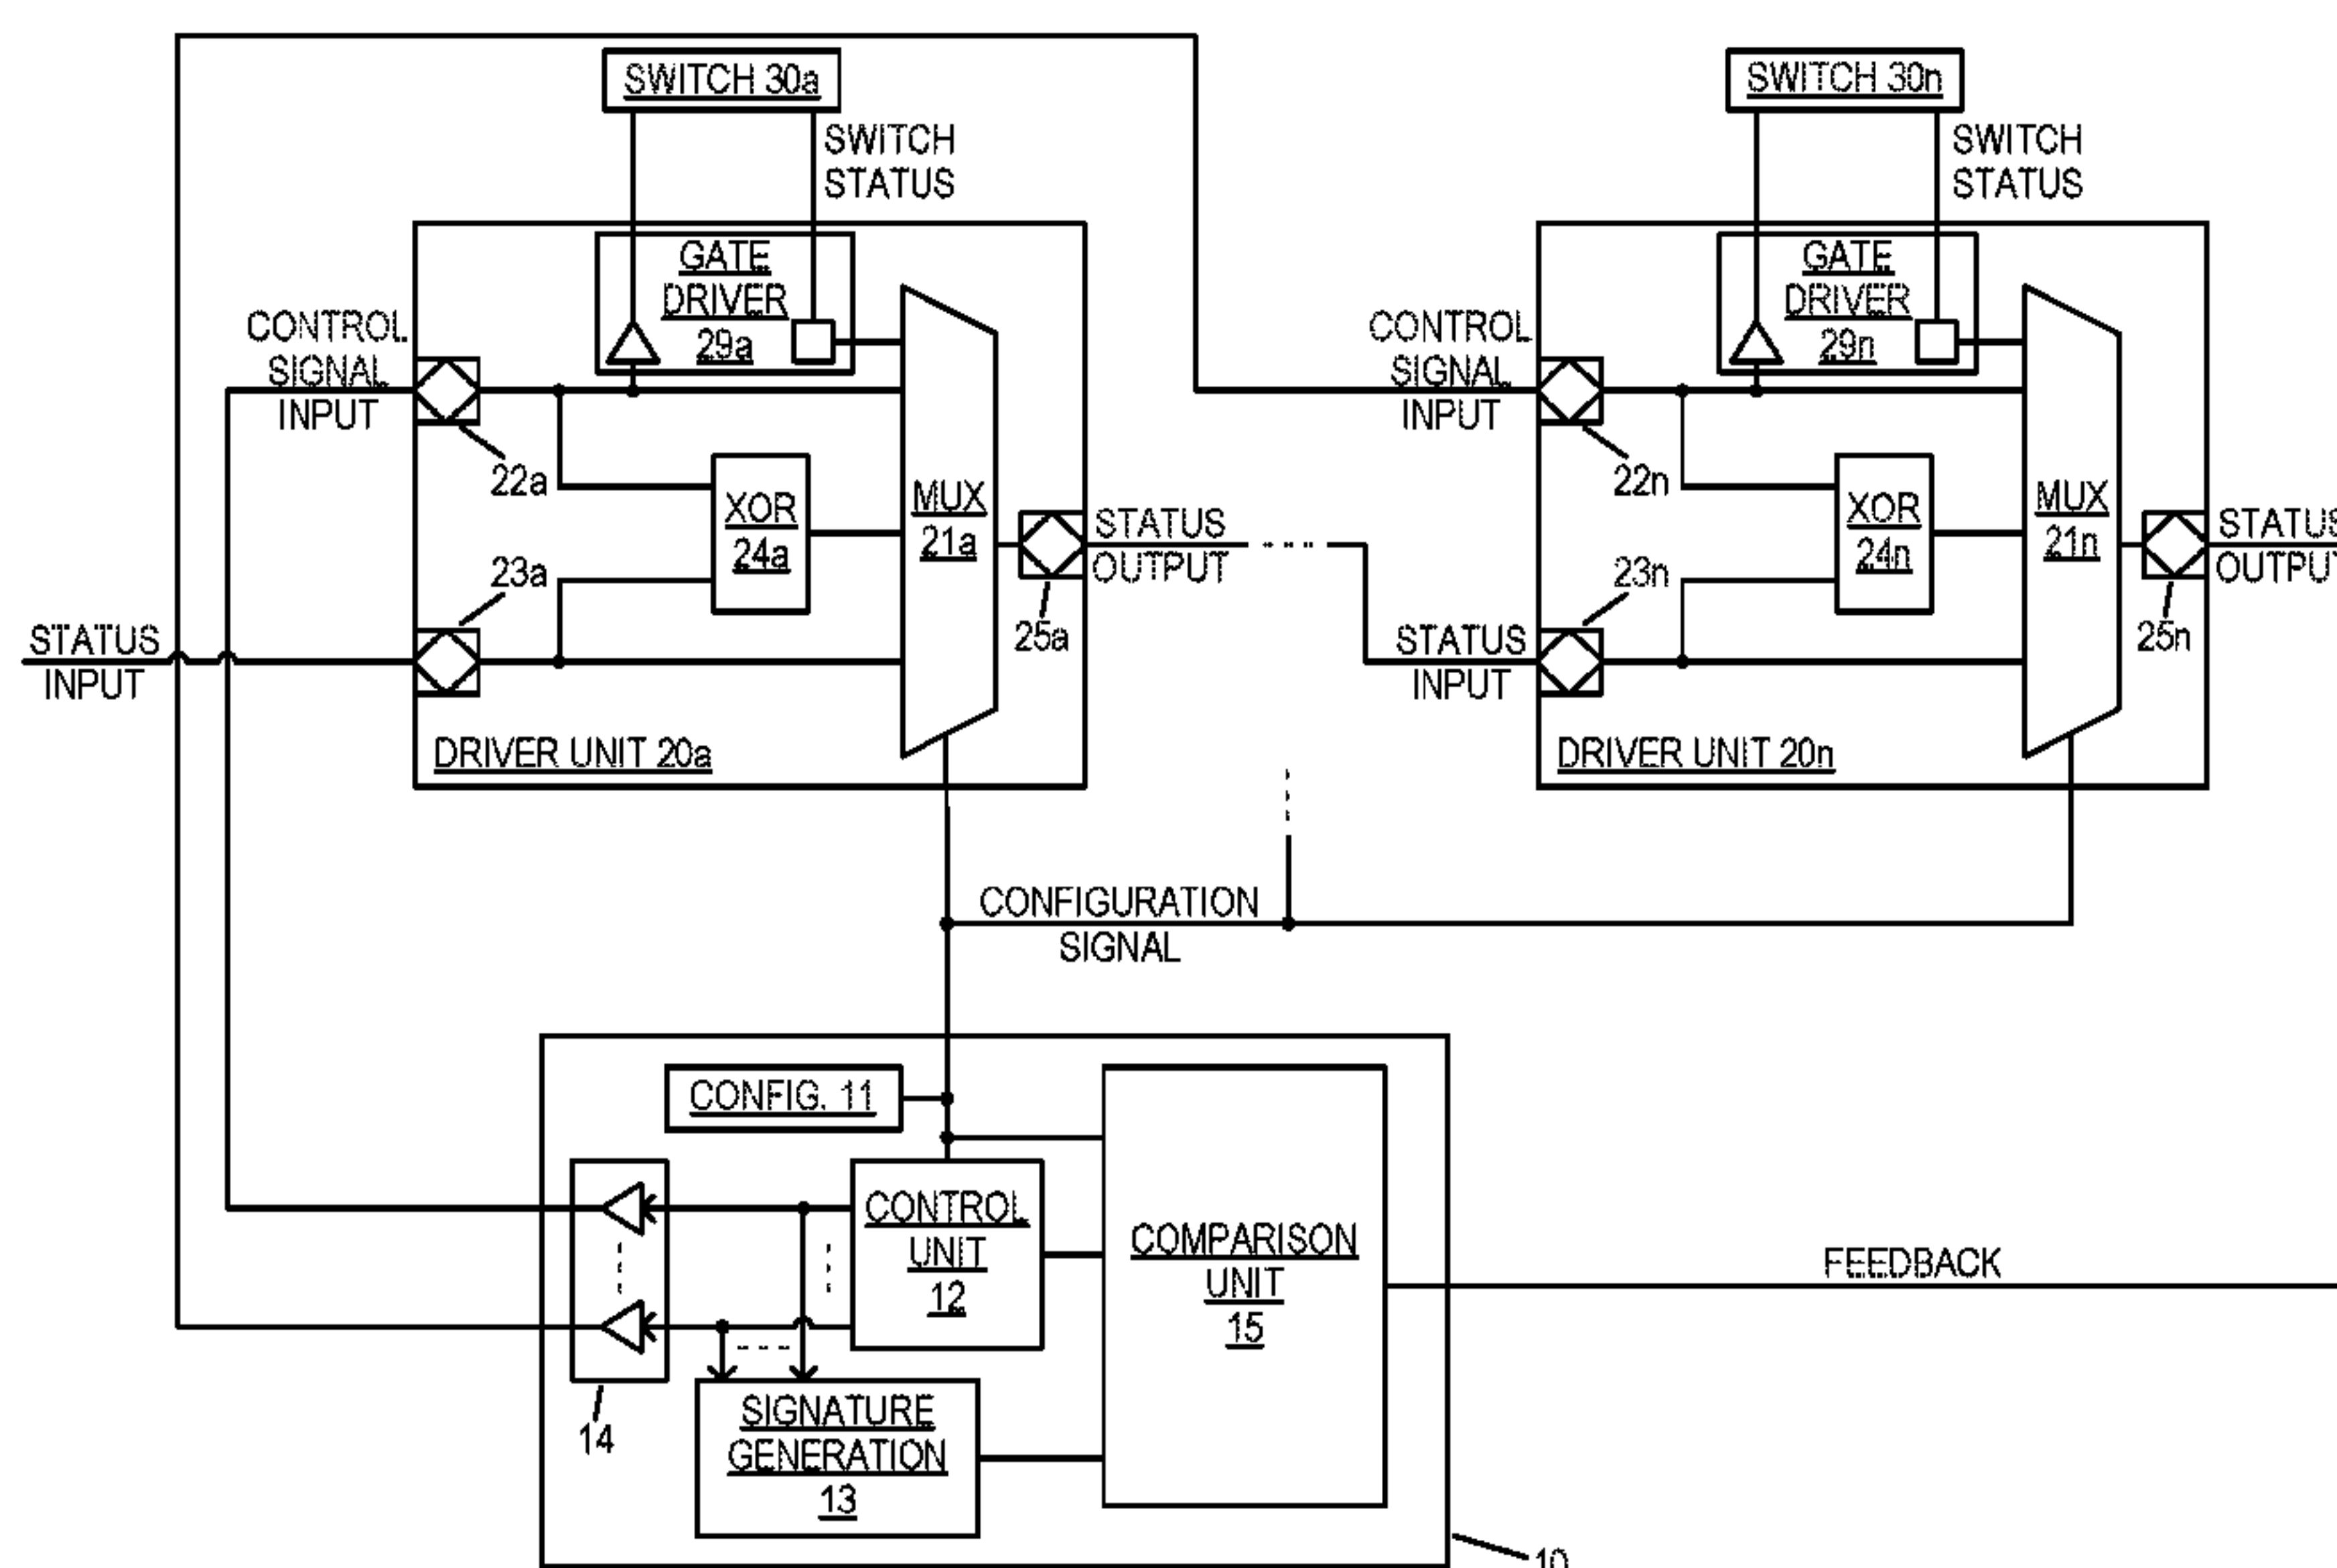 SWITCH 30a
SWITCH 30n
SWITCH
STATUS
SWITCH
STATUS
GATE
DRIVER
29a
GATE
DRIVER
29n
CONTROL
SIGNAL
INPUT
CONTROL
SIGNAL
INPUT
22a
XOR
24a
MUX
21a
STATUS
OUTPUT
22n
XOR
24n
MUX
21n
STATUS
OUTPUT
23a
25a
23n
25n
STATUS
INPUT
STATUS
INPUT
DRIVER UNIT 20a
DRIVER UNIT 20n
CONFIGURATION
SIGNAL
CONFIG. 11
CONTROL
UNIT
12
COMPARISON
UNIT
15
FEEDBACK
14
SIGNATURE
GENERATION
13
10